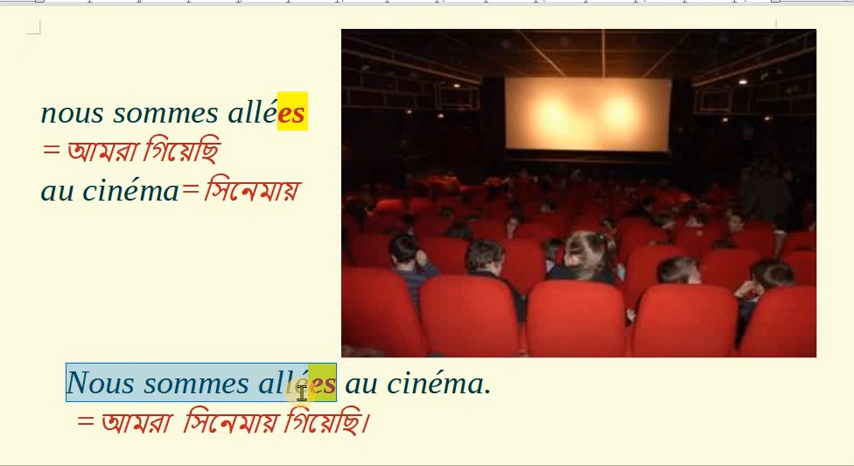 nous sommes allées
= আমরা গিয়েছি
au cinéma= সিনেমায়
Nous sommes allées au cinéma.
= আমরা সিনেমায় গিয়েছি।